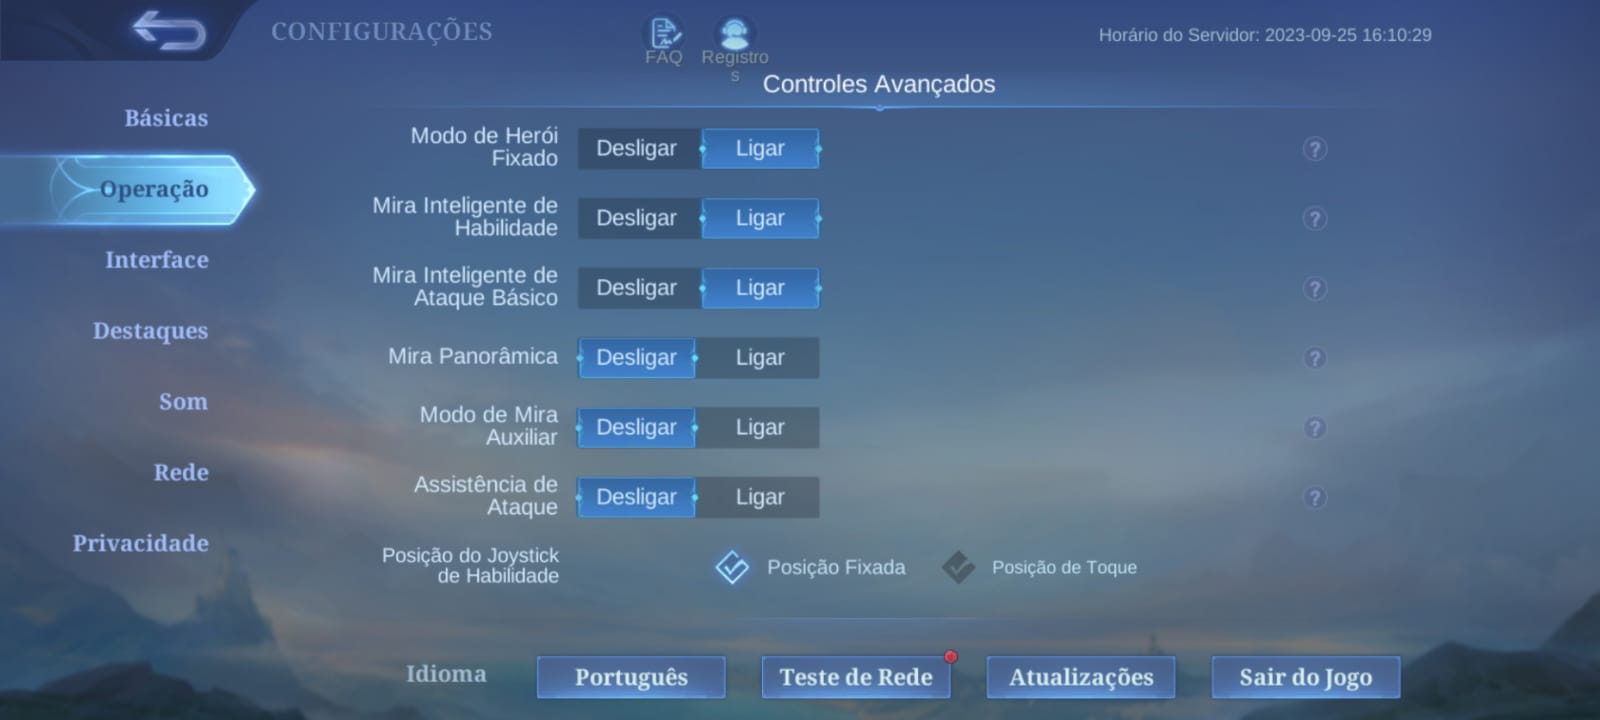 CONFIGURAÇÕES
FAQ
Registro
s
Horário do Servidor: 2023-09-25 16:10:29
Controles Avançados
Básicas
Operação
Interface
Destaques
Som
Rede
Privacidade
Modo de Herói
Fixado
Desligar Ligar ?
Mira Inteligente de
Habilidade
Desligar Ligar ?
Mira Inteligente de
Ataque Básico
Desligar Ligar ?
Mira Panorâmica Desligar Ligar ?
Modo de Mira
Auxiliar
Desligar Ligar ?
Assistência de
Ataque
Desligar Ligar ?
Posição do Joystick
de Habilidade
Posição Fixada Posição de Toque
Idioma Português Teste de Rede Atualizações Sair do Jogo